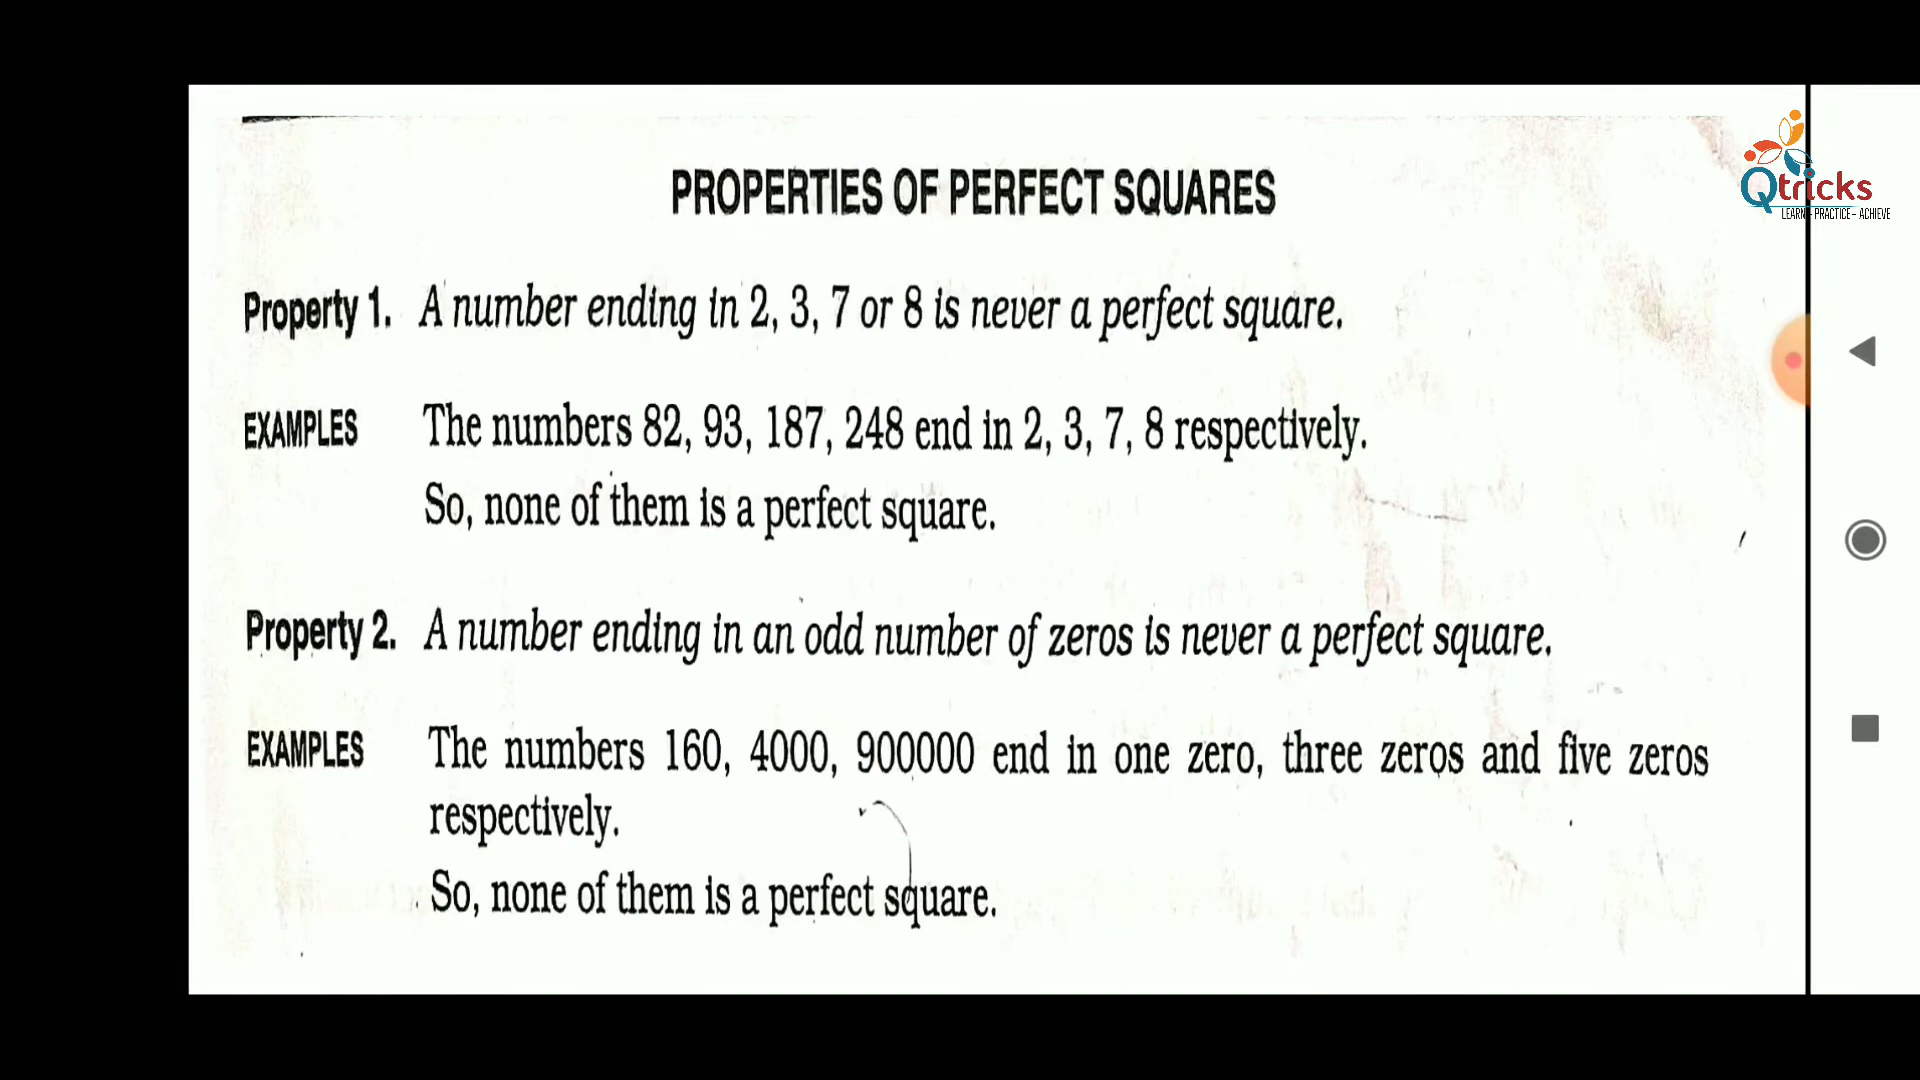 PROPERTIES OF PERFECT SQUARES
Qtricks
LEARN - PRACTICE - ACHIEVE
Property 1. A number ending in 2, 3, 7 or 8 is never a perfect square.
EXAMPLES The numbers 82, 93, 187, 248 end in 2, 3, 7, 8 respectively.
So, none of them is a perfect square.
Property 2. A number ending in an odd number of zeros is never a perfect square.
EXAMPLES The numbers 160, 4000, 900000 end in one zero, three zeros and five zeros
respectively.
So, none of them is a perfect square.